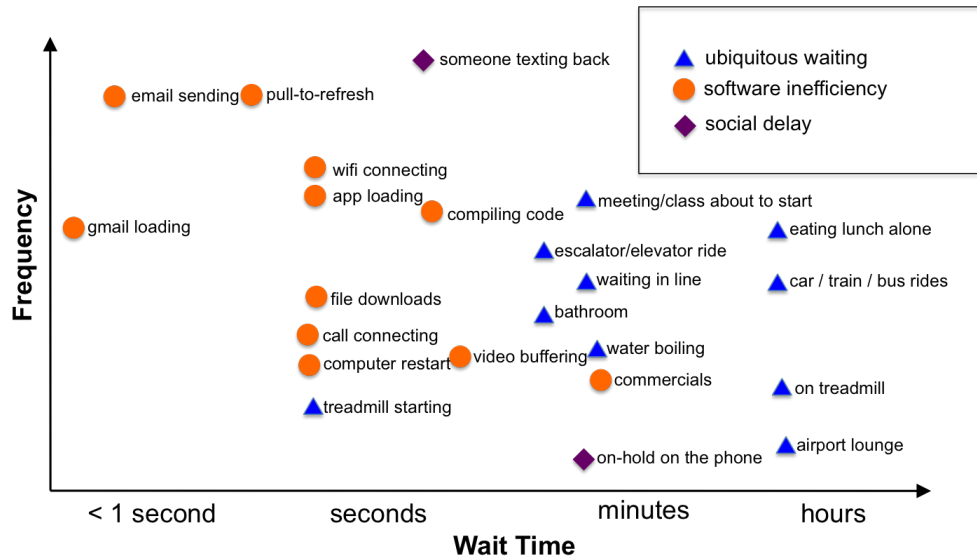 someone texting back
ubiquitous waiting
software inefficiency
social delay
email sending
pull-to-refresh
wifi connecting
app loading
compiling code
meeting/class about to start
gmail loading
eating lunch alone
escalator/elevator ride
waiting in line
car / train / bus rides
file downloads
bathroom
call connecting
computer restart
video buffering
water boiling
commercials
on treadmill
treadmill starting
on-hold on the phone
airport lounge
Frequency
< 1 second
seconds
minutes
hours
Wait Time